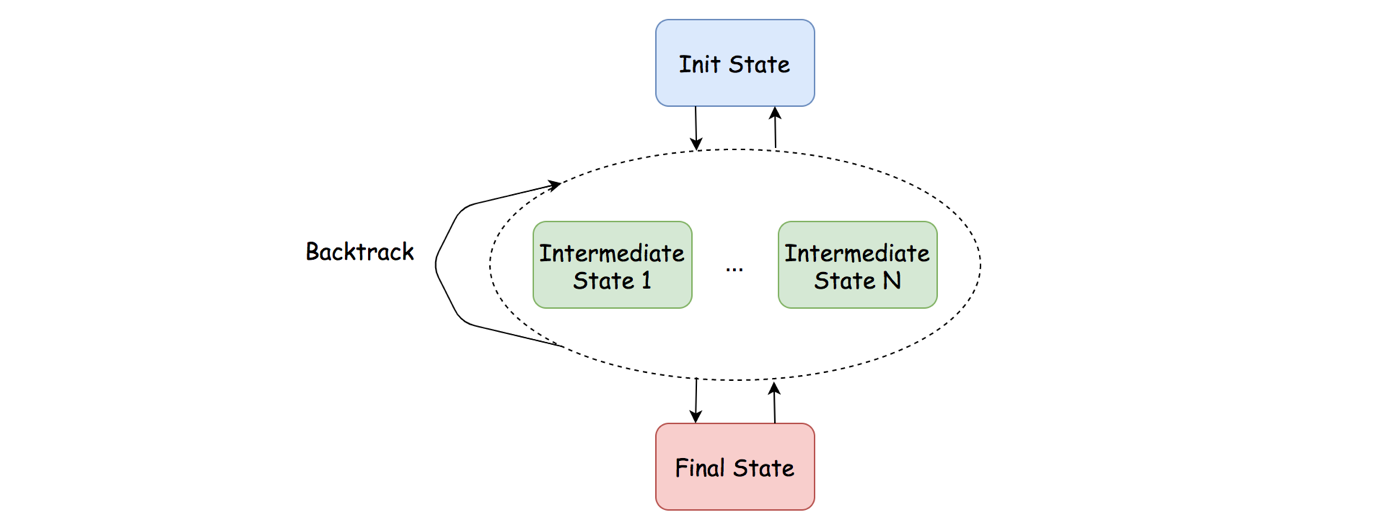 Init State
Backtrack
Intermediate
State 1
...
Intermediate
State N
Final State